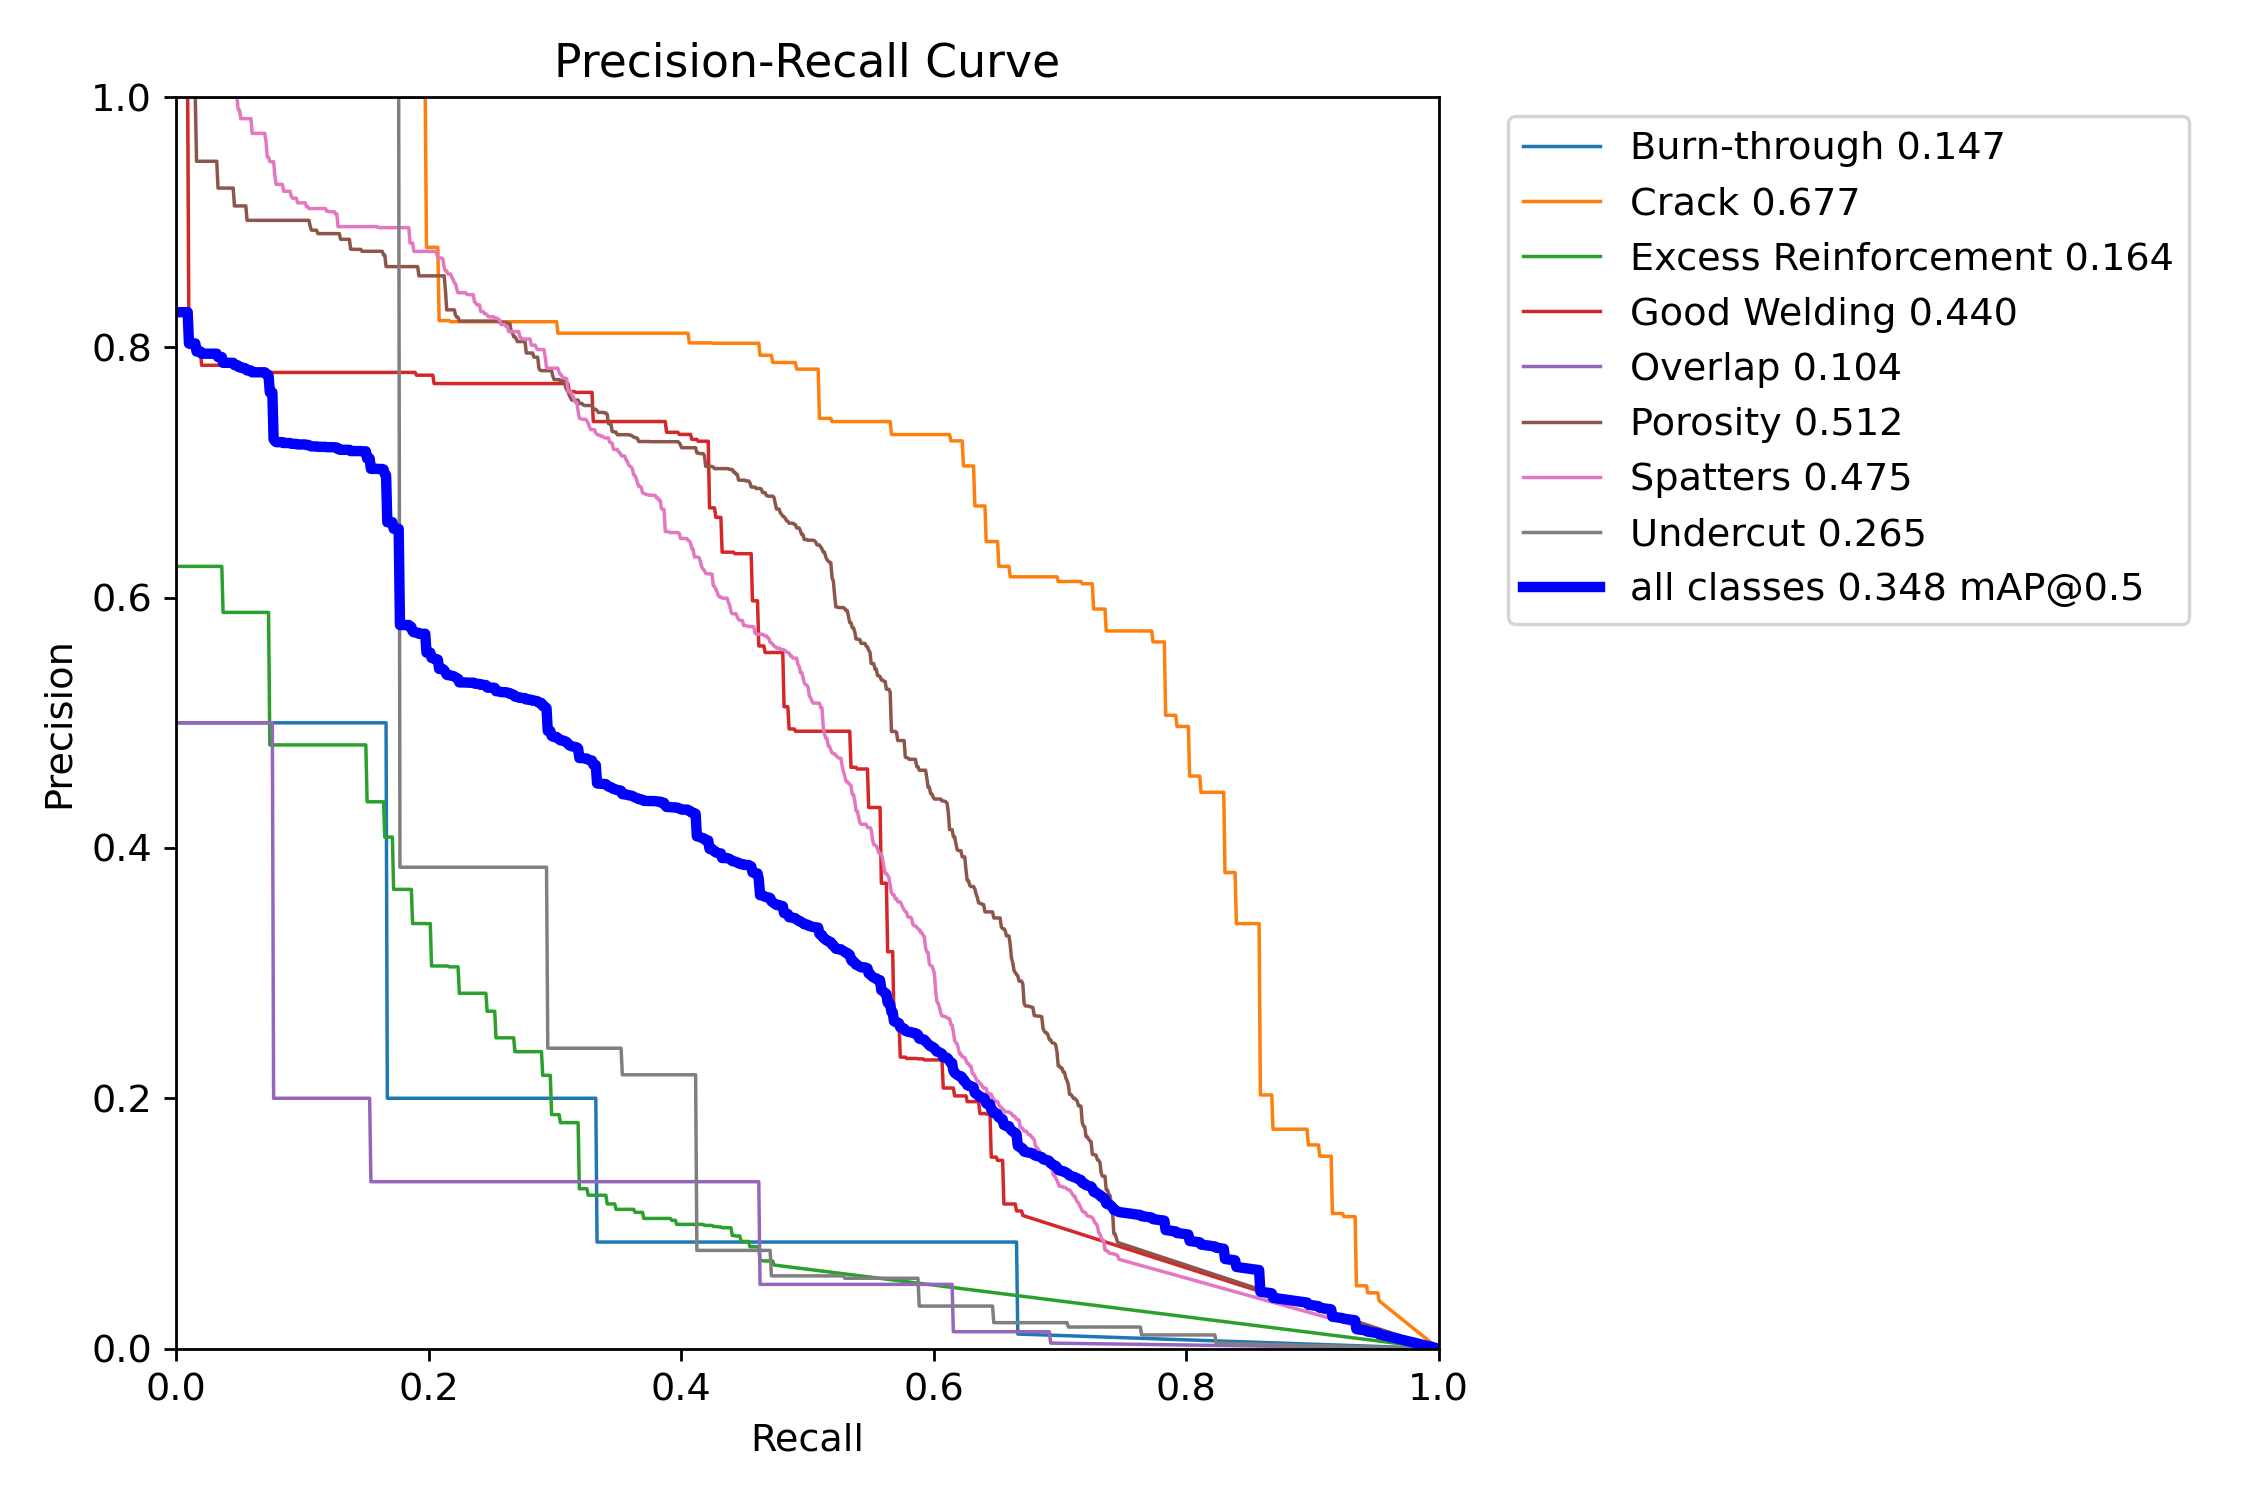 Precision-Recall Curve
1.0
0.8
0.6
0.4
0.2
0.0
Precision
0.0 0.2 0.4 0.6 0.8 1.0
Recall
Burn-through 0.147
Crack 0.677
Excess Reinforcement 0.164
Good Welding 0.440
Overlap 0.104
Porosity 0.512
Spatters 0.475
Undercut 0.265
all classes 0.348 mAP@0.5